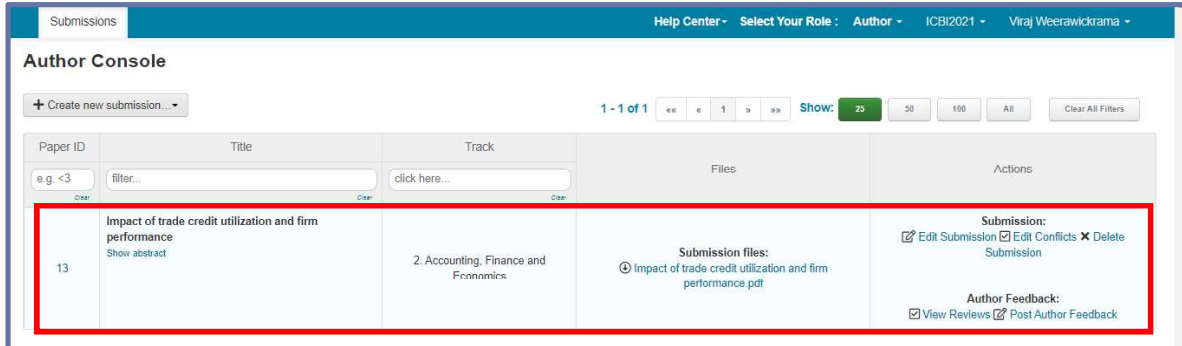 Submissions
Help Center Select Your Role : Author ICBI2021 Viraj Weerawickrama
Author Console
+ Create new submission...
1 - 1 of 1 «« « 1 » »» Show: 25 50 100 All Clear All Filters
Paper ID Title Track Files Actions
e.g. <3 filter... click here...
Clear Clear Clear
13
Impact of trade credit utilization and firm
performance
Show abstract
2. Accounting, Finance and
Economics
Submission files:
Impact of trade credit utilization and firm
performance.pdf
Submission:
Edit Submission Edit Conflicts Delete
Submission
Author Feedback:
View Reviews Post Author Feedback